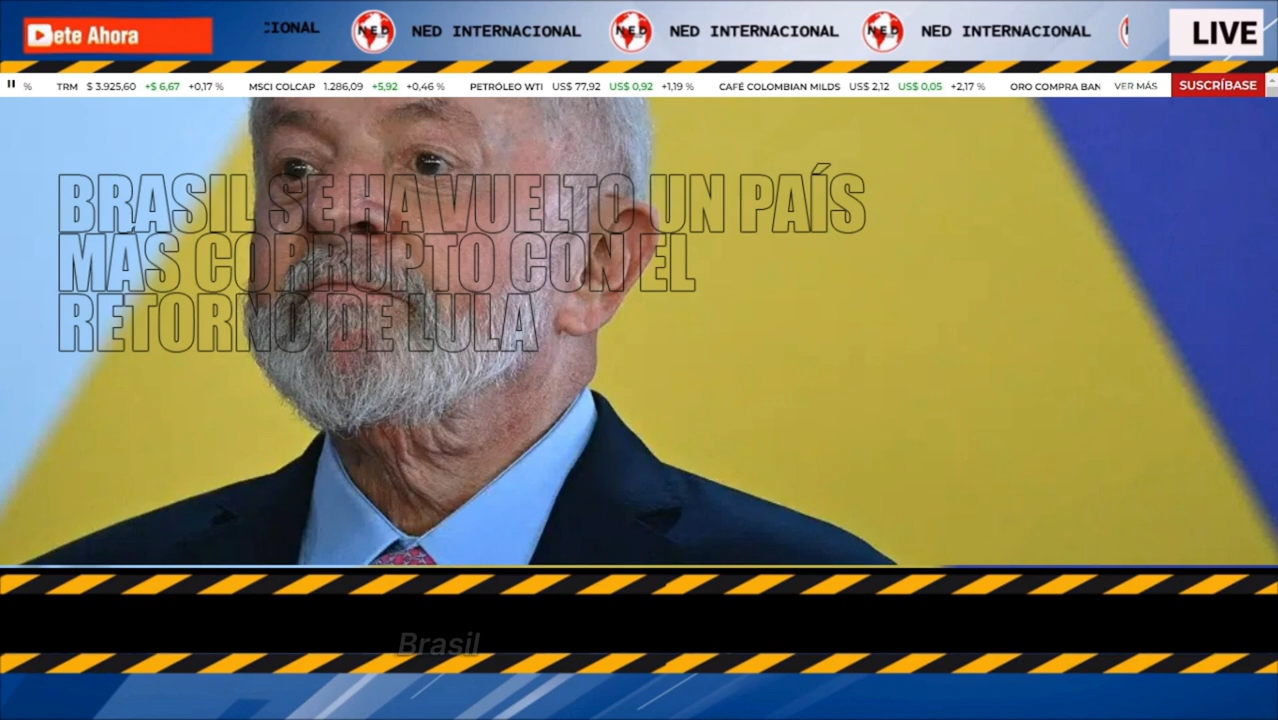 ete Ahora
CIONAL NED NED INTERNACIONAL NED NED INTERNACIONAL NED NED INTERNACIONAL
LIVE
% TRM $ 3.925,60 +$ 6,67 +0,17 % MSCI COLCAP 1.286,09 +5,92 +0,46 % PETRÓLEO WTI US$ 77,92 US$ 0,92 +1,19 % CAFÉ COLOMBIAN MILDS US$ 2,12 US$ 0,05 +2,17 % ORO COMPRA BAN VER MÁS SUSCRÍBASE
BRASIL SE HA VUELTO UN PAÍS
MÁS CORRUPTO CON EL
RETORNO DE LULA
Brasil